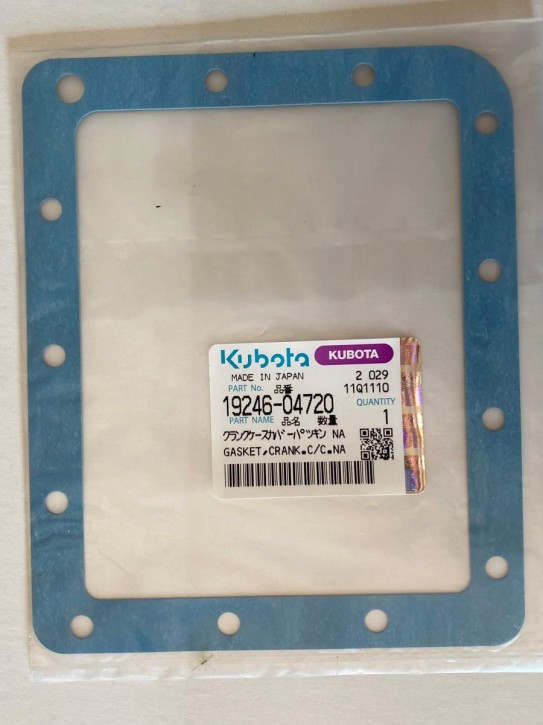 Kubota KUBOTA
MADE IN JAPAN 2 029
PART No. 品番 11Q1110
19246-04720 QUANTITY
PART NAME 品名 数量 1
クランクケースカバーパツキン NA
GASKET,CRANK.C/C.NA